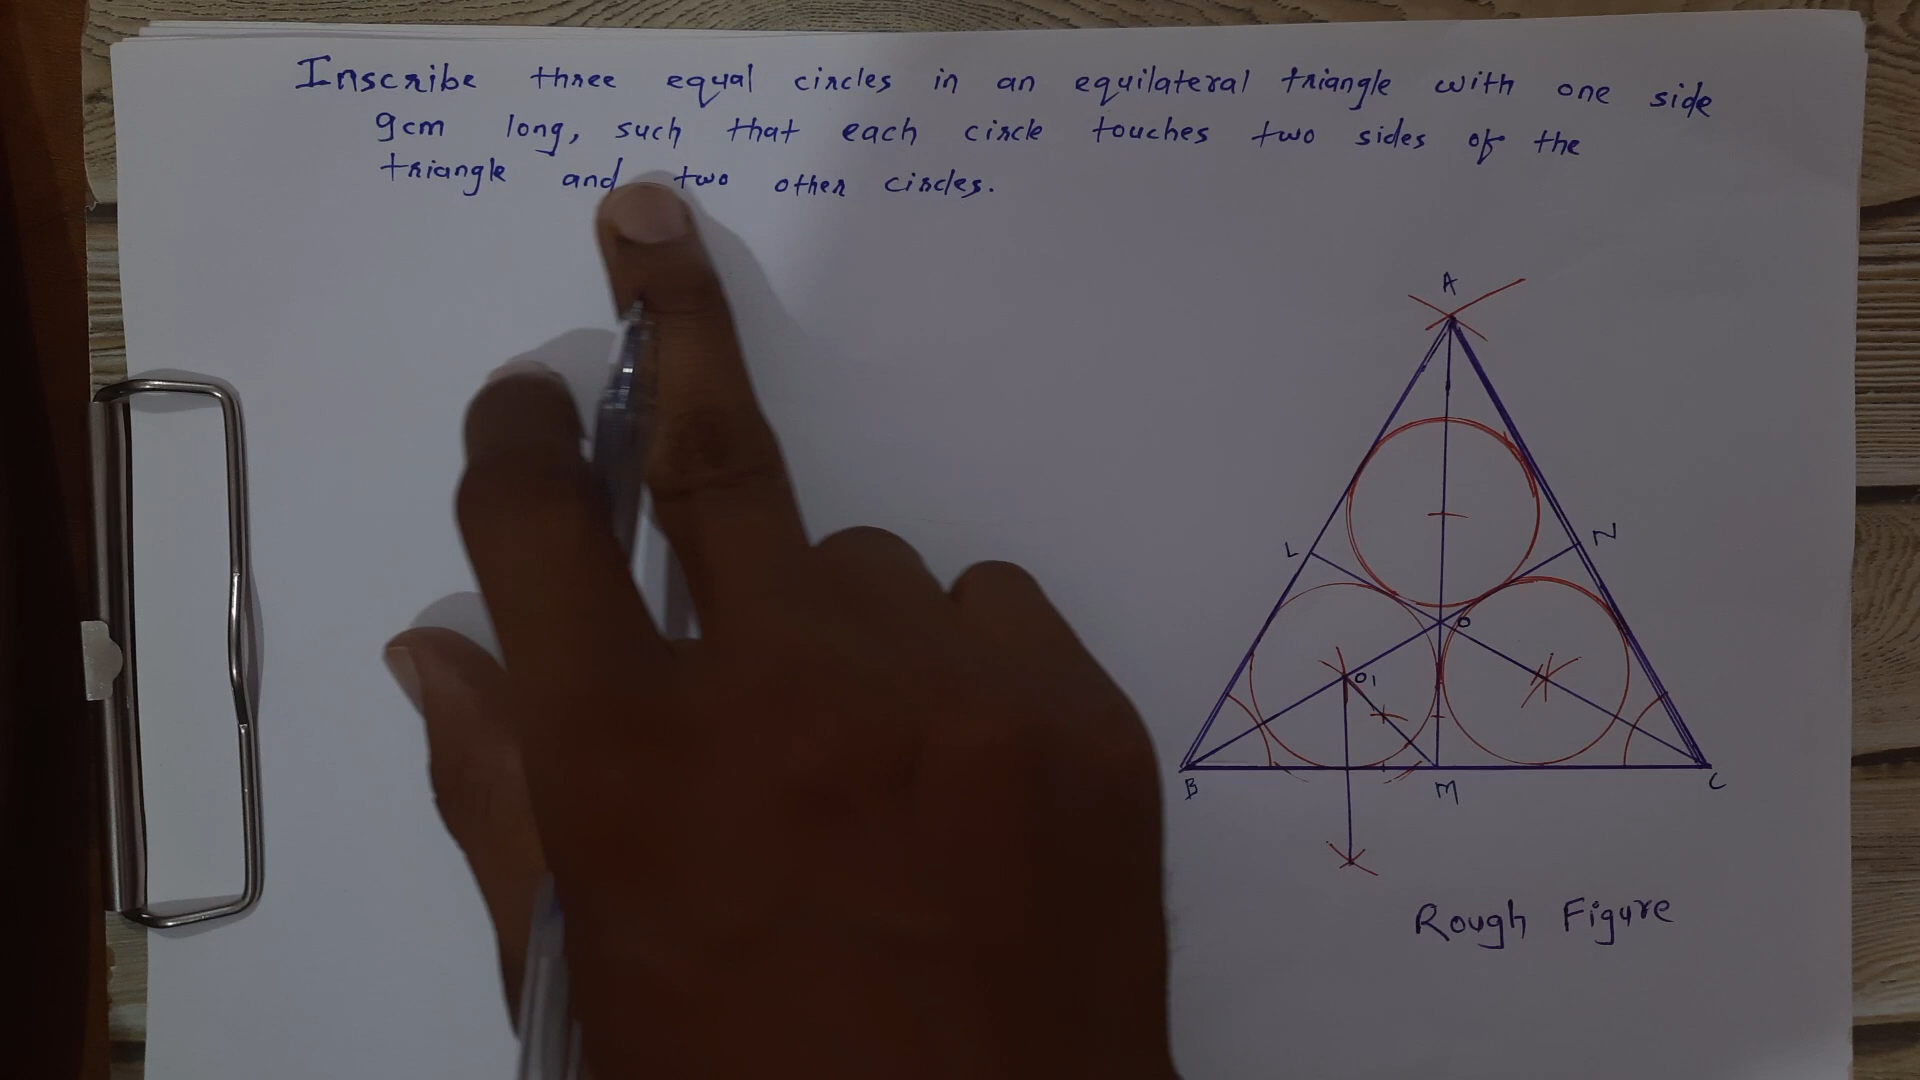 Inscribe three equal circles in an equilateral triangle with one side
9cm long, such that each circle touches two sides of the
triangle and two other circles.
A
L
N
O
O1
B
M
C
Rough Figure